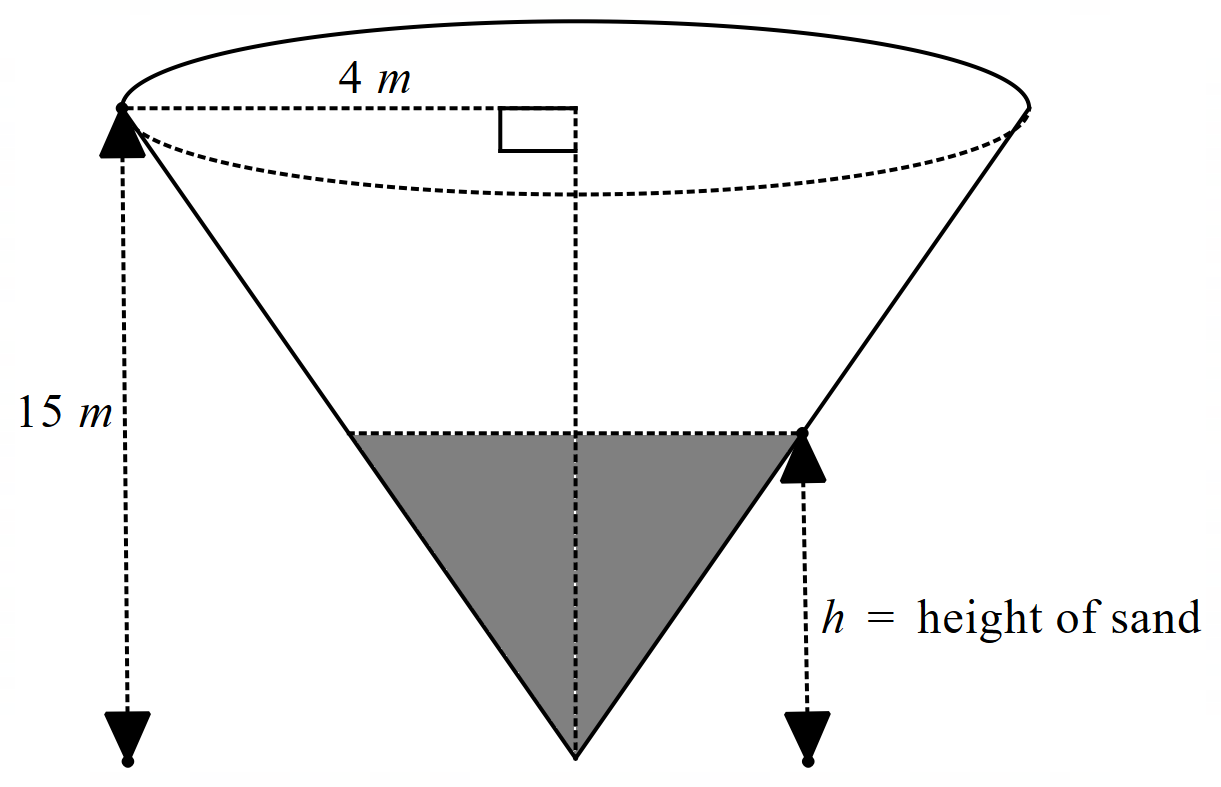 4 m
15 m
h = height of sand